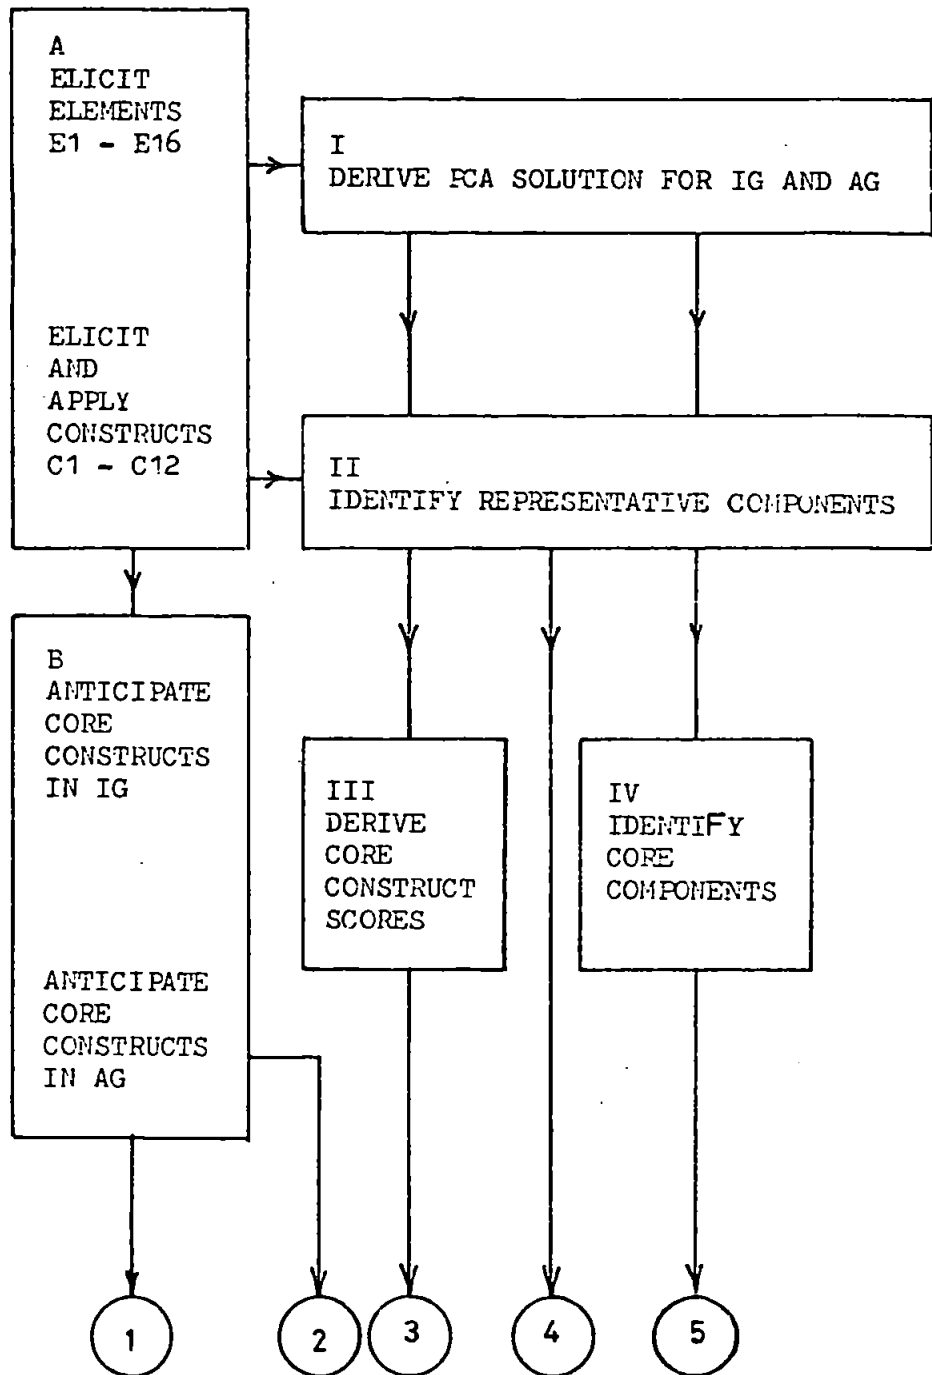 A
ELICIT
ELEMENTS
E1 - E16
ELICIT
AND
APPLY
CONSTRUCTS
C1 - C12
I
DERIVE PCA SOLUTION FOR IG AND AG
II
IDENTIFY REPRESENTATIVE COMPONENTS
B
ANTICIPATE
CORE
CONSTRUCTS
IN IG
ANTICIPATE
CORE
CONSTRUCTS
IN AG
III
DERIVE
CORE
CONSTRUCT
SCORES
IV
IDENTIFY
CORE
COMPONENTS
1
2
3
4
5